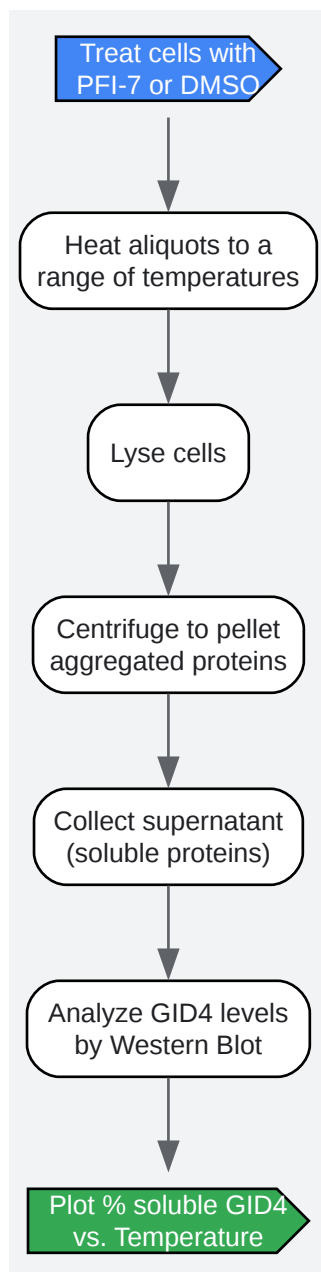 Treat cells with
PFI-7 or DMSO
Heat aliquots to a
range of temperatures
Lyse cells
Centrifuge to pellet
aggregated proteins
Collect supernatant
(soluble proteins)
Analyze GID4 levels
by Western Blot
Plot % soluble GID4
vs. Temperature